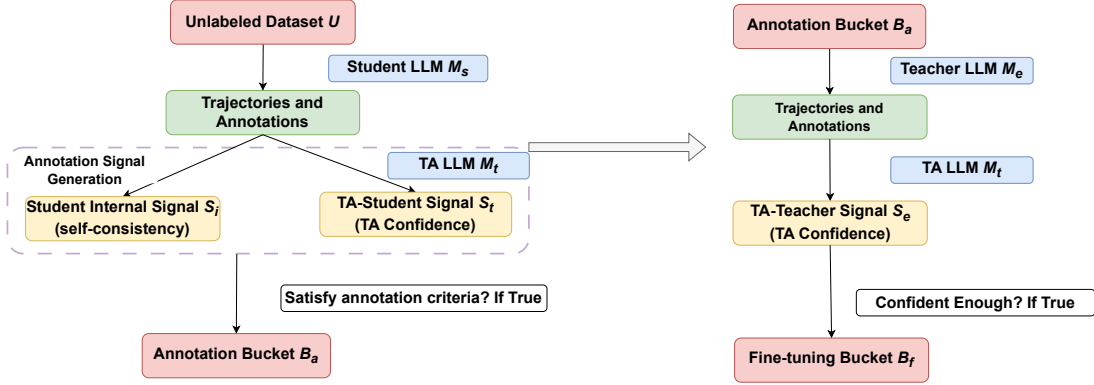 Unlabeled Dataset U
Student LLM Ms
Trajectories and
Annotations
Annotation Signal
Generation
TA LLM Mt
Student Internal Signal Si
(self-consistency)
TA-Student Signal St
(TA Confidence)
Satisfy annotation criteria? If True
Annotation Bucket Ba
Annotation Bucket Ba
Teacher LLM Me
Trajectories and
Annotations
TA LLM Mt
TA-Teacher Signal Se
(TA Confidence)
Confident Enough? If True
Fine-tuning Bucket Bf